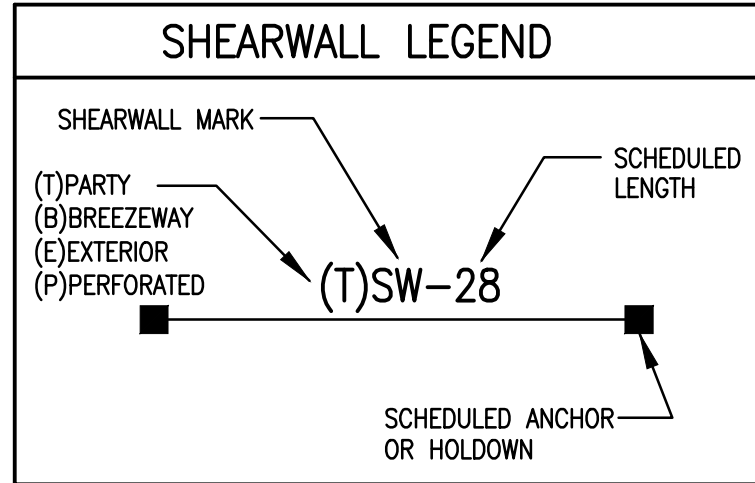 SHEARWALL LEGEND
SHEARWALL MARK
(T)PARTY
(B)BREEZEWAY
(E)EXTERIOR
(P)PERFORATED
SCHEDULED
LENGTH
(T)SW-28
SCHEDULED ANCHOR
OR HOLDOWN